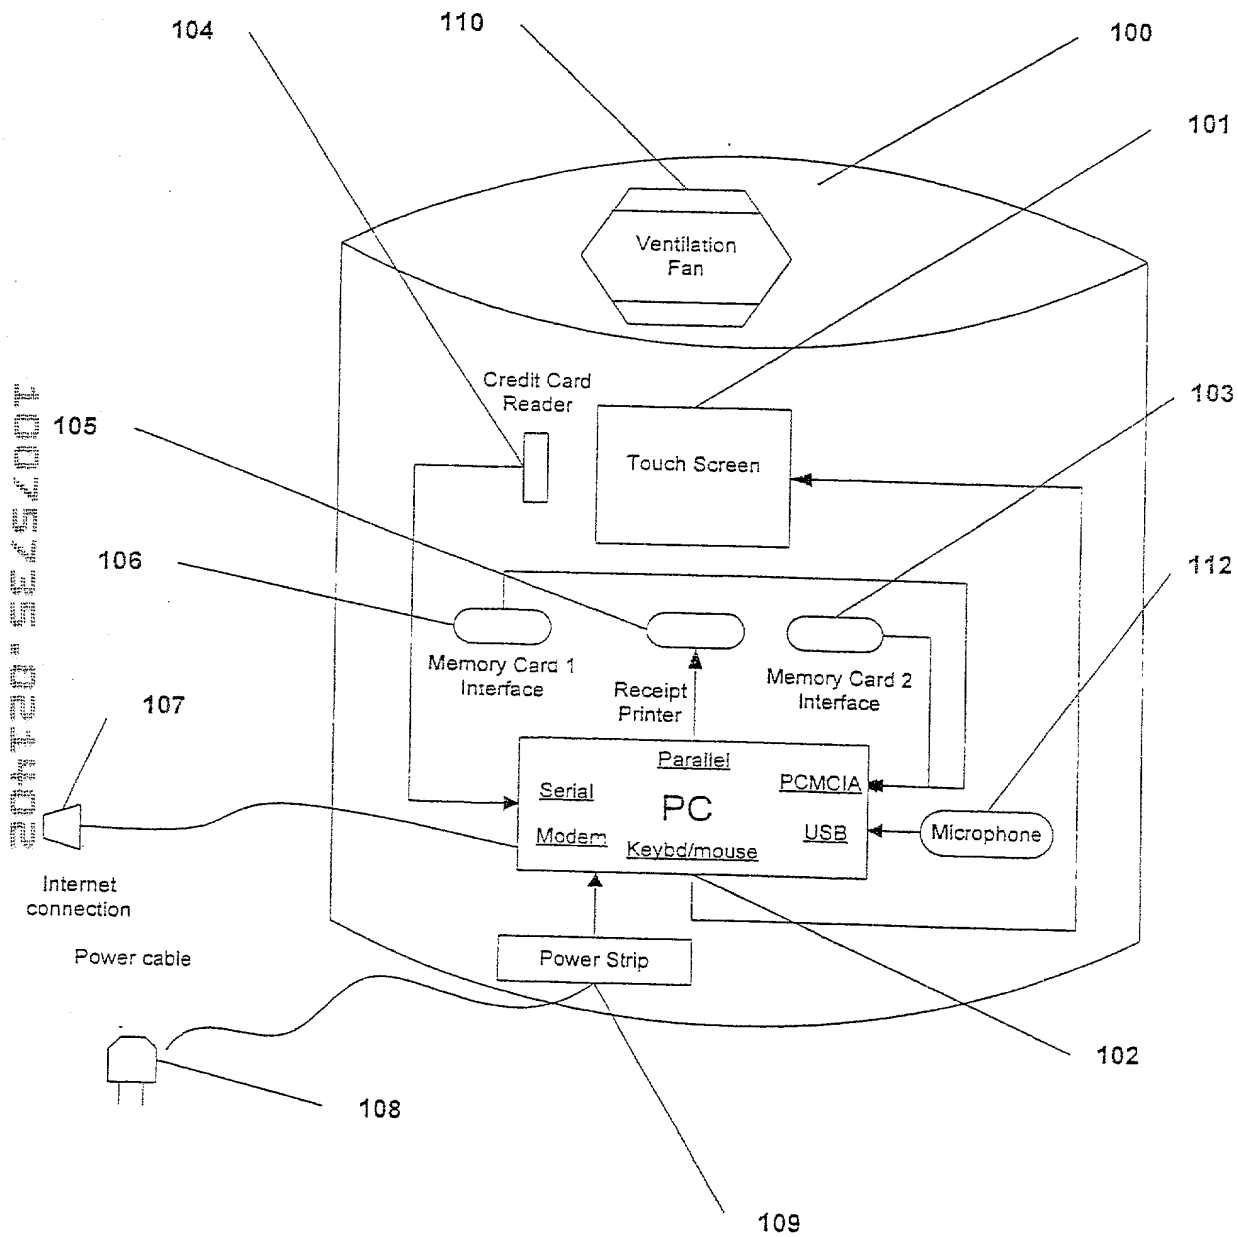 110
104
100
101
Ventilation
Fan
Credit Card
Reader
103
105
Touch Screen
106
112
Memory Card 1
Interface
Receipt
Printer
Memory Card 2
Interface
107
Parallel
Serial
PC
PCMCIA
Modem
Keybd/mouse
USB
Microphone
Internet
connection
Power cable
Power Strip
102
108
109
10075735.021402